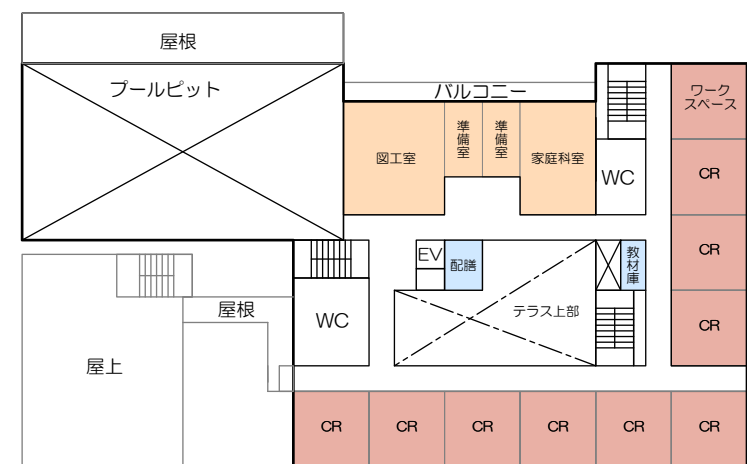 屋根
プールピット
バルコニー
ワーク
スペース
図工室
準備室
準備室
家庭科室
WC
CR
CR
EV
配膳
教材庫
屋根
WC
テラス上部
CR
屋上
CR
CR
CR
CR
CR
CR